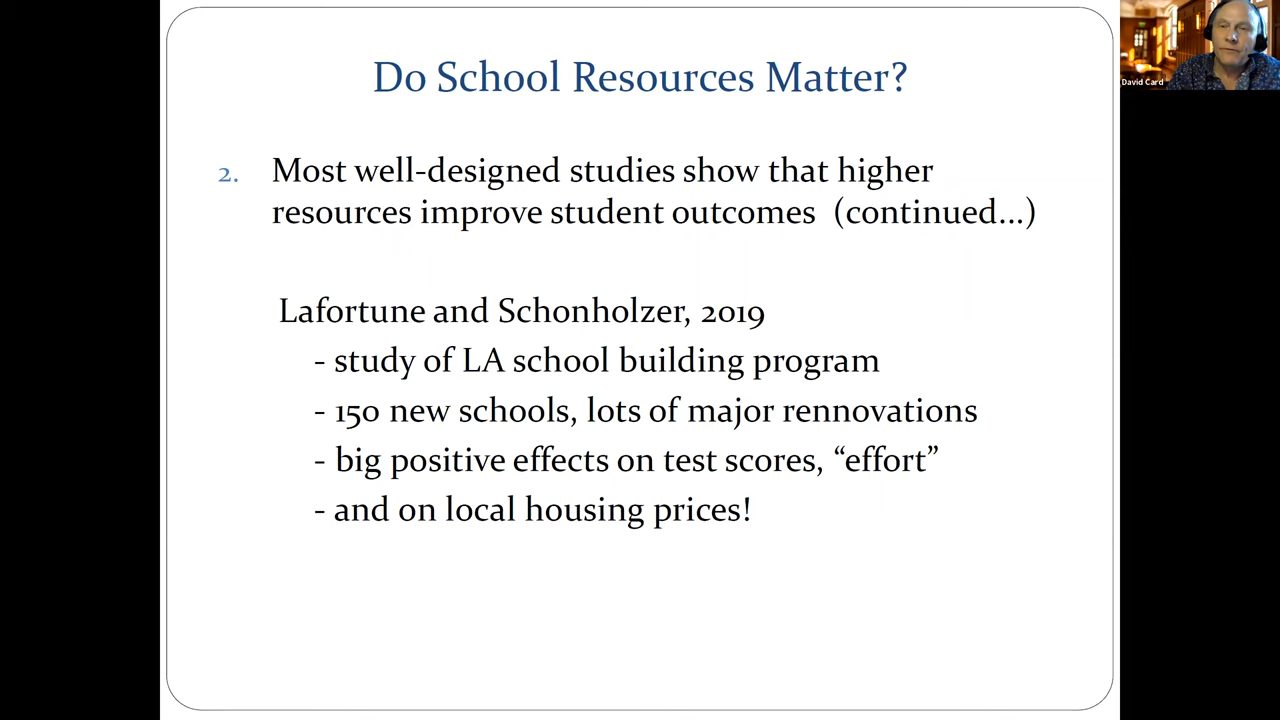 Do School Resources Matter?
David Card
2. Most well-designed studies show that higher
resources improve student outcomes (continued...)
Lafortune and Schonholzer, 2019
- study of LA school building program
- 150 new schools, lots of major rennovations
- big positive effects on test scores, “effort”
- and on local housing prices!